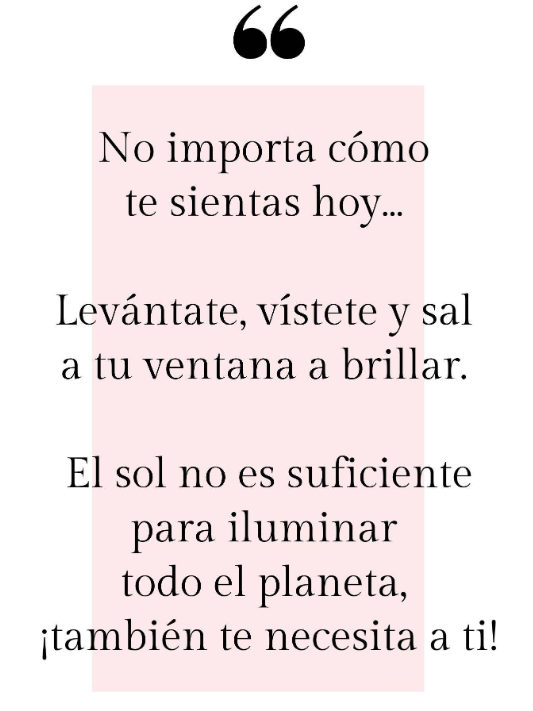 “
No importa cómo
te sientas hoy...
Levántate, vístete y sal
a tu ventana a brillar.
El sol no es suficiente
para iluminar
todo el planeta,
¡también te necesita a ti!